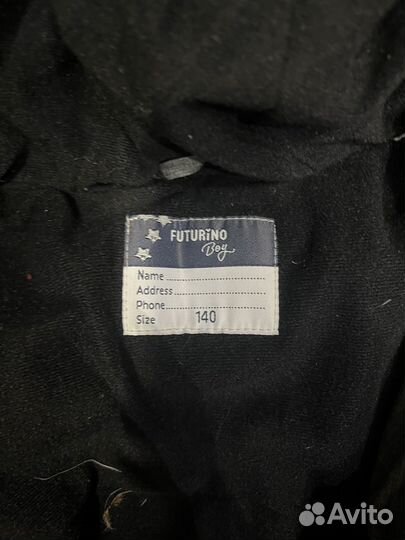 FUTURiNO
Boy
Name
Address
Phone
Size 140
Avito